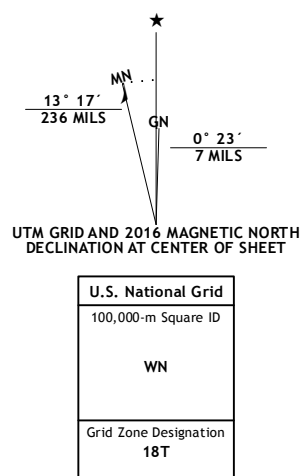 MN
13° 17´
236 MILS
GN
0° 23´
7 MILS
UTM GRID AND 2016 MAGNETIC NORTH
DECLINATION AT CENTER OF SHEET
U.S. National Grid
100,000-m Square ID
WN
Grid Zone Designation
18T